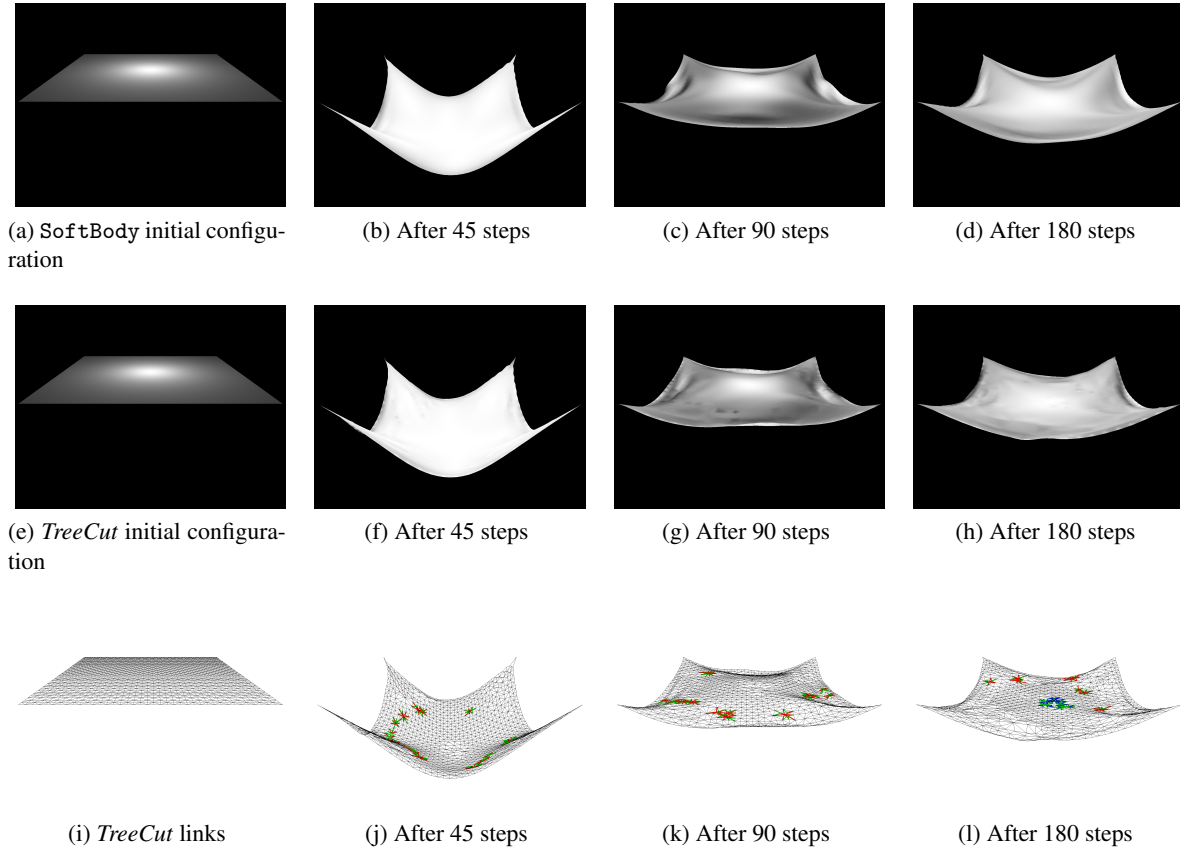 (a) SoftBody initial configu-
ration
(b) After 45 steps
(c) After 90 steps
(d) After 180 steps
(e) TreeCut initial configura-
tion
(f) After 45 steps
(g) After 90 steps
(h) After 180 steps
(i) TreeCut links
(j) After 45 steps
(k) After 90 steps
(l) After 180 steps